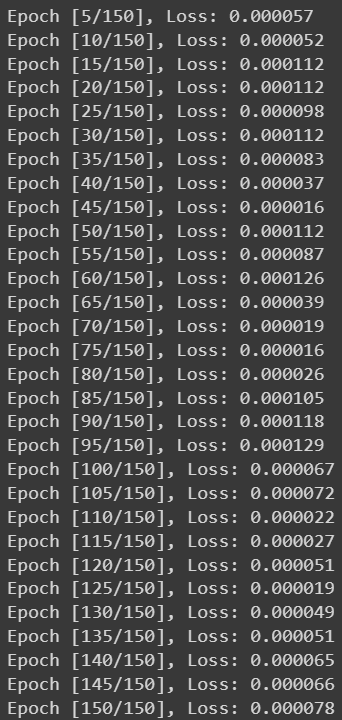 Epoch [5/150], Loss: 0.000057
Epoch [10/150], Loss: 0.000052
Epoch [15/150], Loss: 0.000112
Epoch [20/150], Loss: 0.000112
Epoch [25/150], Loss: 0.000098
Epoch [30/150], Loss: 0.000112
Epoch [35/150], Loss: 0.000083
Epoch [40/150], Loss: 0.000037
Epoch [45/150], Loss: 0.000016
Epoch [50/150], Loss: 0.000112
Epoch [55/150], Loss: 0.000087
Epoch [60/150], Loss: 0.000126
Epoch [65/150], Loss: 0.000039
Epoch [70/150], Loss: 0.000019
Epoch [75/150], Loss: 0.000016
Epoch [80/150], Loss: 0.000026
Epoch [85/150], Loss: 0.000105
Epoch [90/150], Loss: 0.000118
Epoch [95/150], Loss: 0.000129
Epoch [100/150], Loss: 0.000067
Epoch [105/150], Loss: 0.000072
Epoch [110/150], Loss: 0.000022
Epoch [115/150], Loss: 0.000027
Epoch [120/150], Loss: 0.000051
Epoch [125/150], Loss: 0.000019
Epoch [130/150], Loss: 0.000049
Epoch [135/150], Loss: 0.000051
Epoch [140/150], Loss: 0.000065
Epoch [145/150], Loss: 0.000066
Epoch [150/150], Loss: 0.000078